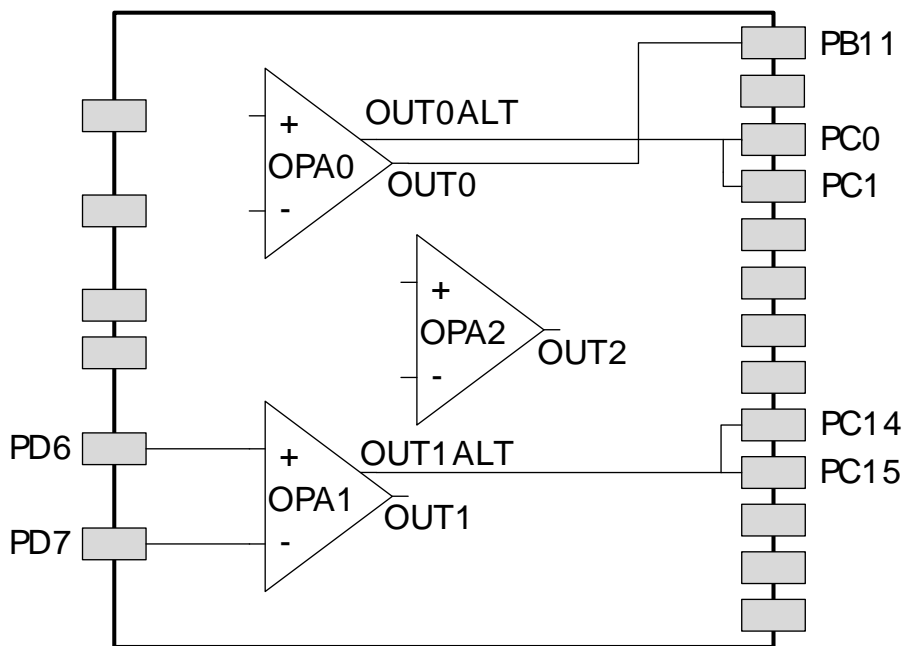 PB11
OUT0ALT
+
PC0
OPA0
OUT0
PC1
-
+
OPA2
OUT2
-
PC14
PD6
+
OUT1ALT
PC15
OPA1
OUT1
PD7
-